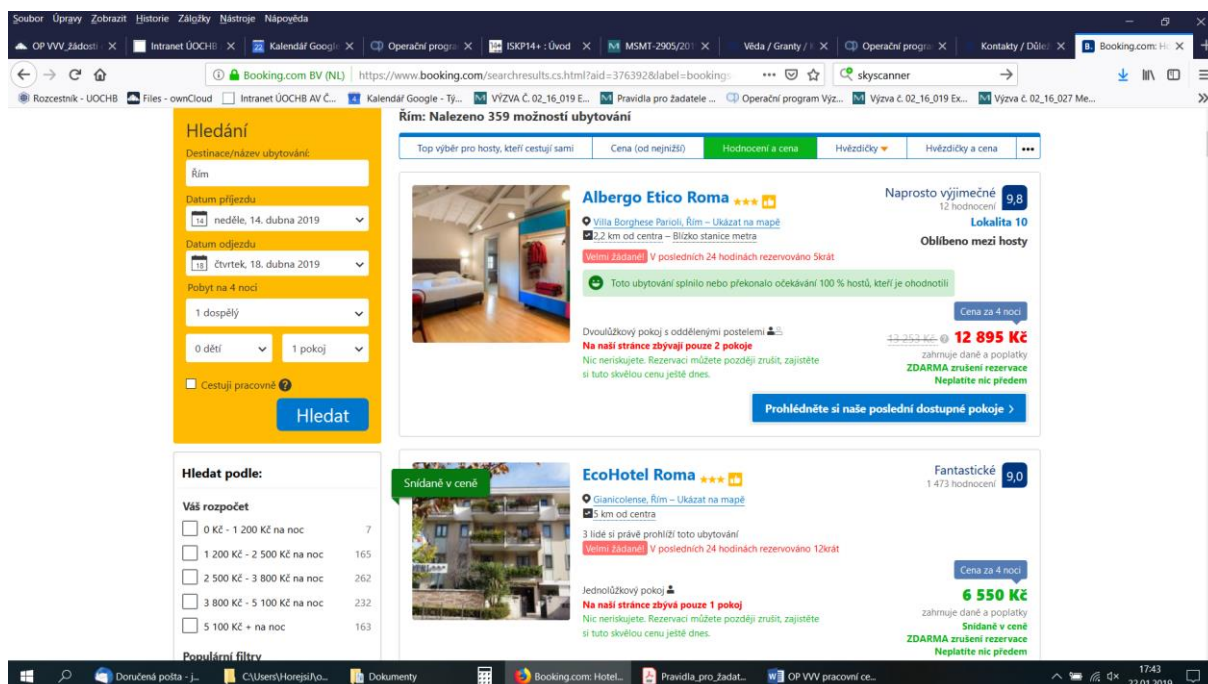 Soubor Úpravy Zobrazit Historie Záložky Nástroje Nápověda
OP VVV_žádosti Intranet ÚOCHB Kalendář Google Operační progra ISKP14+ : Úvod MSMT-2905/201 Věda / Granty / Operační progra Kontakty / Důlež Booking.com: Ho
Booking.com BV (NL) https://www.booking.com/searchresults.cs.html?aid=376392&label=bookings skyscanner
Rozcestník - UOCHB Files - ownCloud Intranet ÚOCHB AV Č... Kalendář Google - Tý... VÝZVA Č. 02_16_019 E... Pravidla pro žadatele ... Operační program Výz... Výzva č. 02_16_019 Ex... Výzva č. 02_16_027 Me...
Řím: Nalezeno 359 možností ubytování
Top výběr pro hosty, kteří cestují sami Cena (od nejnižší) Hodnocení a cena Hvězdičky Hvězdičky a cena
Hledání
Destinace/název ubytování:
Řím
Datum příjezdu
14 neděle, 14. dubna 2019
Datum odjezdu
18 čtvrtek, 18. dubna 2019
Pobyt na 4 noci
1 dospělý
0 dětí 1 pokoj
Cestuji pracovně
Hledat
Hledat podle:
Váš rozpočet
0 Kč - 1 200 Kč na noc 7
1 200 Kč - 2 500 Kč na noc 165
2 500 Kč - 3 800 Kč na noc 262
3 800 Kč - 5 100 Kč na noc 232
5 100 Kč + na noc 163
Populární filtry
Albergo Etico Roma
Naprosto výjimečné 9,8
12 hodnocení
Villa Borghese Parioli, Řím – Ukázat na mapě
Lokalita 10
2,2 km od centra – Blízko stanice metra
Oblíbeno mezi hosty
Velmi žádané! V posledních 24 hodinách rezervováno 5krát
Toto ubytování splnilo nebo překonalo očekávání 100 % hostů, kteří je ohodnotili
Cena za 4 noci
Dvoulůžkový pokoj s oddělenými postelemi
13 253 Kč 12 895 Kč
Na naší stránce zbývají pouze 2 pokoje
zahrnuje daně a poplatky
Nic neriskujete. Rezervaci můžete později zrušit, zajistěte
si tuto skvělou cenu ještě dnes.
ZDARMA zrušení rezervace
Neplatíte nic předem
Prohlédněte si naše poslední dostupné pokoje
Snídaně v ceně
EcoHotel Roma
Fantastické 9,0
1 473 hodnocení
Gianicolense, Řím – Ukázat na mapě
5 km od centra
3 lidé si právě prohlíží toto ubytování
Velmi žádané! V posledních 24 hodinách rezervováno 12krát
Cena za 4 noci
Jednolůžkový pokoj
6 550 Kč
Na naší stránce zbývá pouze 1 pokoj
zahrnuje daně a poplatky
Nic neriskujete. Rezervaci můžete později zrušit, zajistěte
si tuto skvělou cenu ještě dnes.
Snídaně v ceně
ZDARMA zrušení rezervace
Neplatíte nic předem
Doručená pošta - j... C:\Users\Horejsil\o... Dokumenty Booking.com: Hotel... Pravidla_pro_žadat... OP VVV pracovní ce... 17:43
22.01.2019